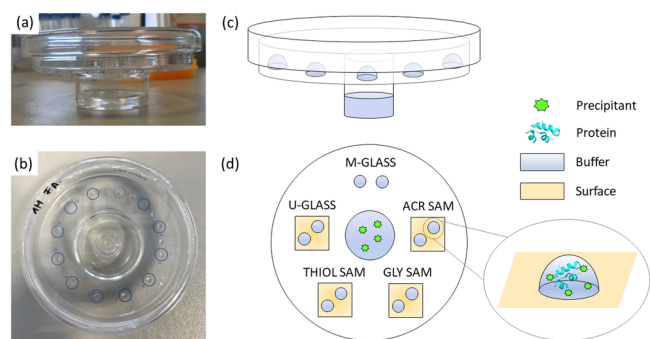 (a)
(c)
Precipitant
Protein
Buffer
Surface
(b)
(d)
M-GLASS
U-GLASS
ACR SAM
THIOL SAM
GLY SAM